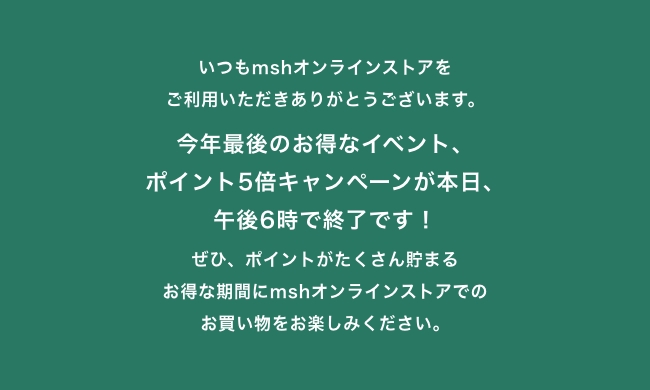 いつもmshオンラインストアを
ご利用いただきありがとうございます。
今年最後のお得なイベント、
ポイント5倍キャンペーンが本日、
午後6時で終了です！
ぜひ、ポイントがたくさん貯まる
お得な期間にmshオンラインストアでの
お買い物をお楽しみください。